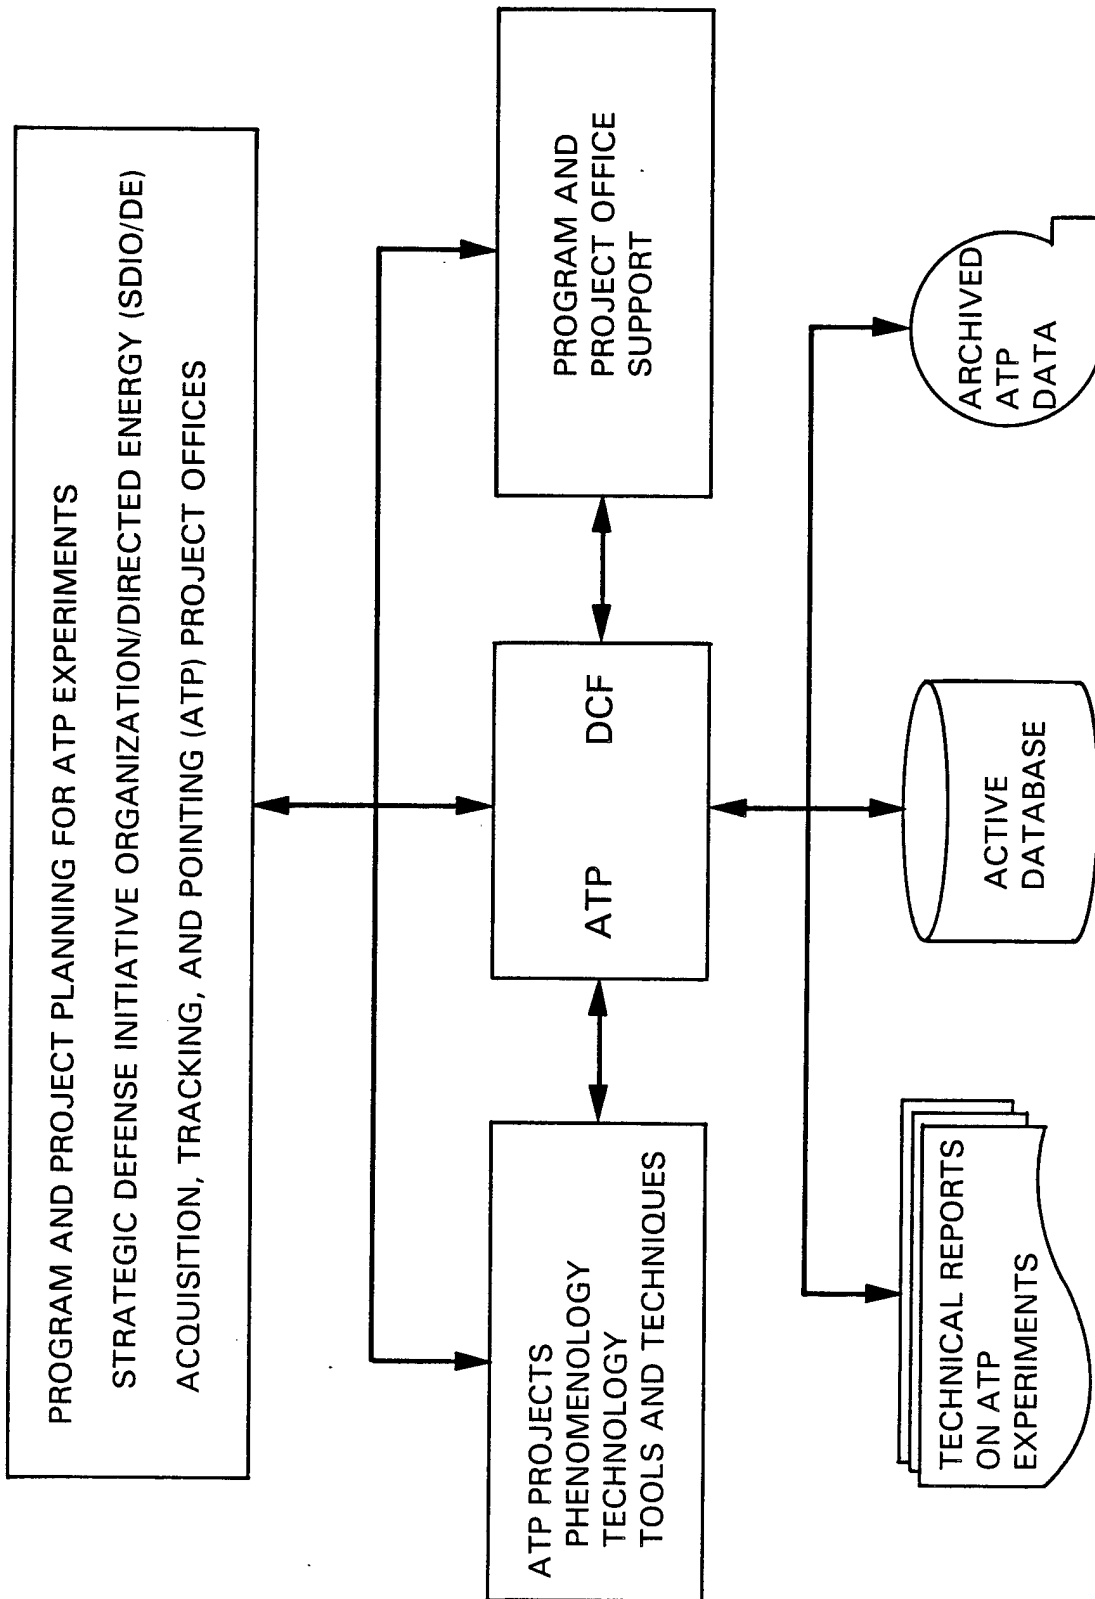 PROGRAM AND PROJECT PLANNING FOR ATP EXPERIMENTS
STRATEGIC DEFENSE INITIATIVE ORGANIZATION/DIRECTED ENERGY (SDIO/DE)
ACQUISITION, TRACKING, AND POINTING (ATP) PROJECT OFFICES
ATP PROJECTS
PHENOMENOLOGY
TECHNOLOGY
TOOLS AND TECHNIQUES
ATP DCF
PROGRAM AND
PROJECT OFFICE
SUPPORT
TECHNICAL REPORTS
ON ATP
EXPERIMENTS
ACTIVE
DATABASE
ARCHIVED
ATP
DATA